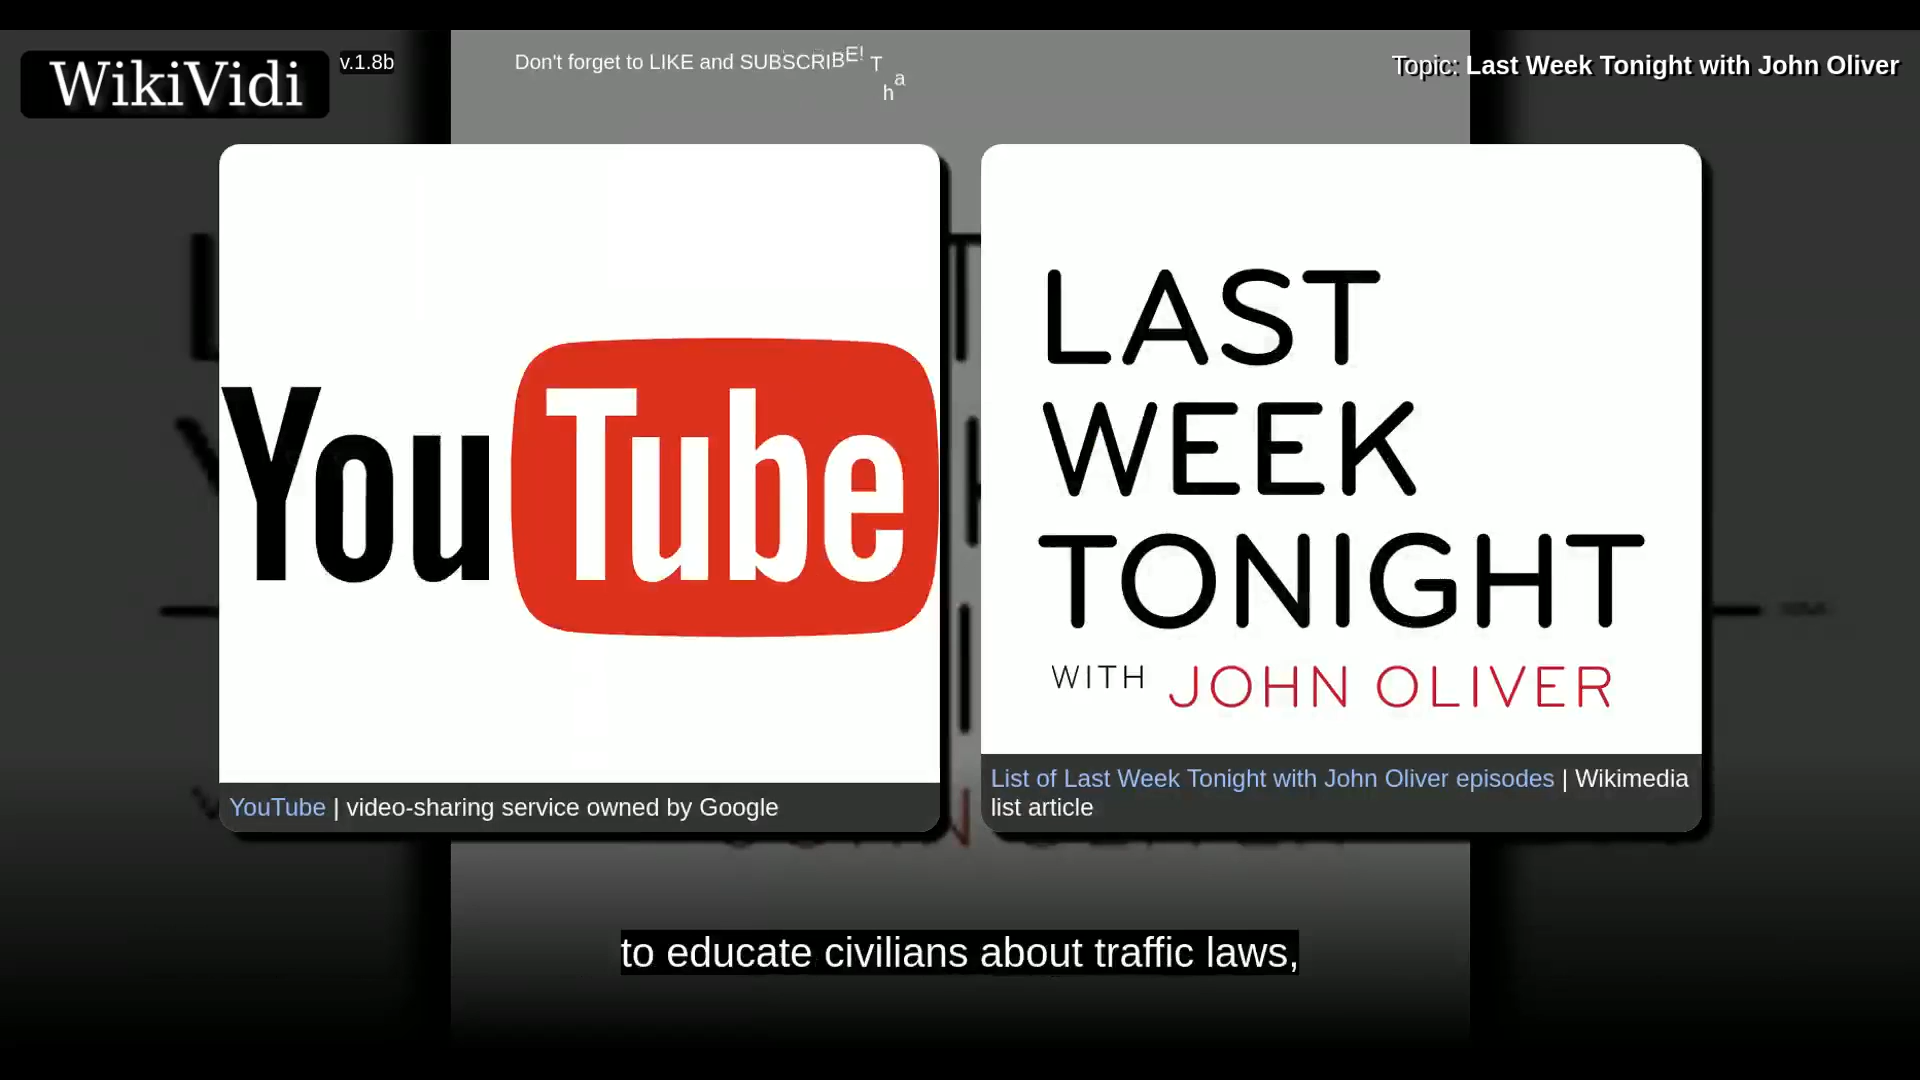 WikiVidi
v.1.8b
Don't forget to LIKE and SUBSCRIBE! Tha
Topic: Last Week Tonight with John Oliver
YouTube
YouTube | video-sharing service owned by Google
LAST
WEEK
TONIGHT
WITH JOHN OLIVER
List of Last Week Tonight with John Oliver episodes | Wikimedia
list article
to educate civilians about traffic laws,